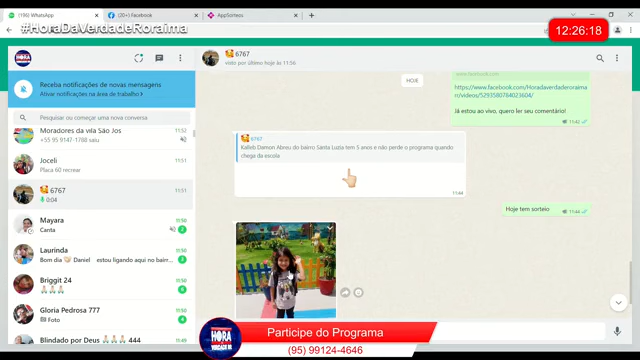 (196) WhatsApp
(20+) Facebook
AppSorteos
#HoraDaVerdadeRoraima
12:26:18
HORA
6767
visto por último hoje às 11:56
Receba notificações de novas mensagens
Ativar notificações na área de trabalho >
Pesquisar ou começar uma nova conversa
Moradores da vila São Jos
11:52
+55 95 9147-1788 saiu
Joceli
11:51
Placa 60 recrear
6767
11:51
0:04
Mayara
11:50
Canta
2
Laurinda
11:50
Bom dia Daniel estou ligando aqui no bairr...
2
Briggit 24
11:50
Gloria Pedrosa 777
11:50
Foto
4
Blindado por Deus 444
11:50
HOJE
www.facebook.com
https://www.facebook.com/Horadaverdaderoraima/videos/5293580784023604/
Já estou ao vivo, quero ler seu comentário!
11:42
6767
Kalleb Damon Abreu do bairro Santa Luzia tem 5 anos e não perde o programa quando
chega da escola
11:44
Hoje tem sorteio
11:44
HORA
Participe do Programa
(95) 99124-4646